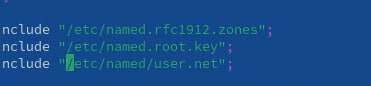 nclude "/etc/named.rfc1912.zones";
nclude "/etc/named.root.key";
nclude "/etc/named/user.net";